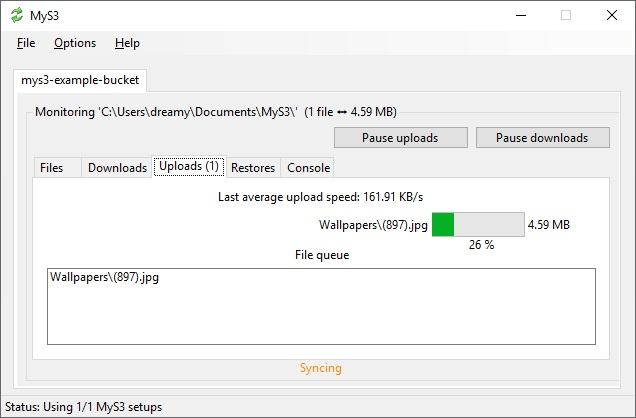 MyS3
File Options Help
mys3-example-bucket
Monitoring 'C:\Users\dreamy\Documents\MyS3\' (1 file ↔ 4.59 MB)
Pause uploads Pause downloads
Files Downloads Uploads (1) Restores Console
Last average upload speed: 161.91 KB/s
Wallpapers\(897).jpg 4.59 MB
26 %
File queue
Wallpapers\(897).jpg
Syncing
Status: Using 1/1 MyS3 setups